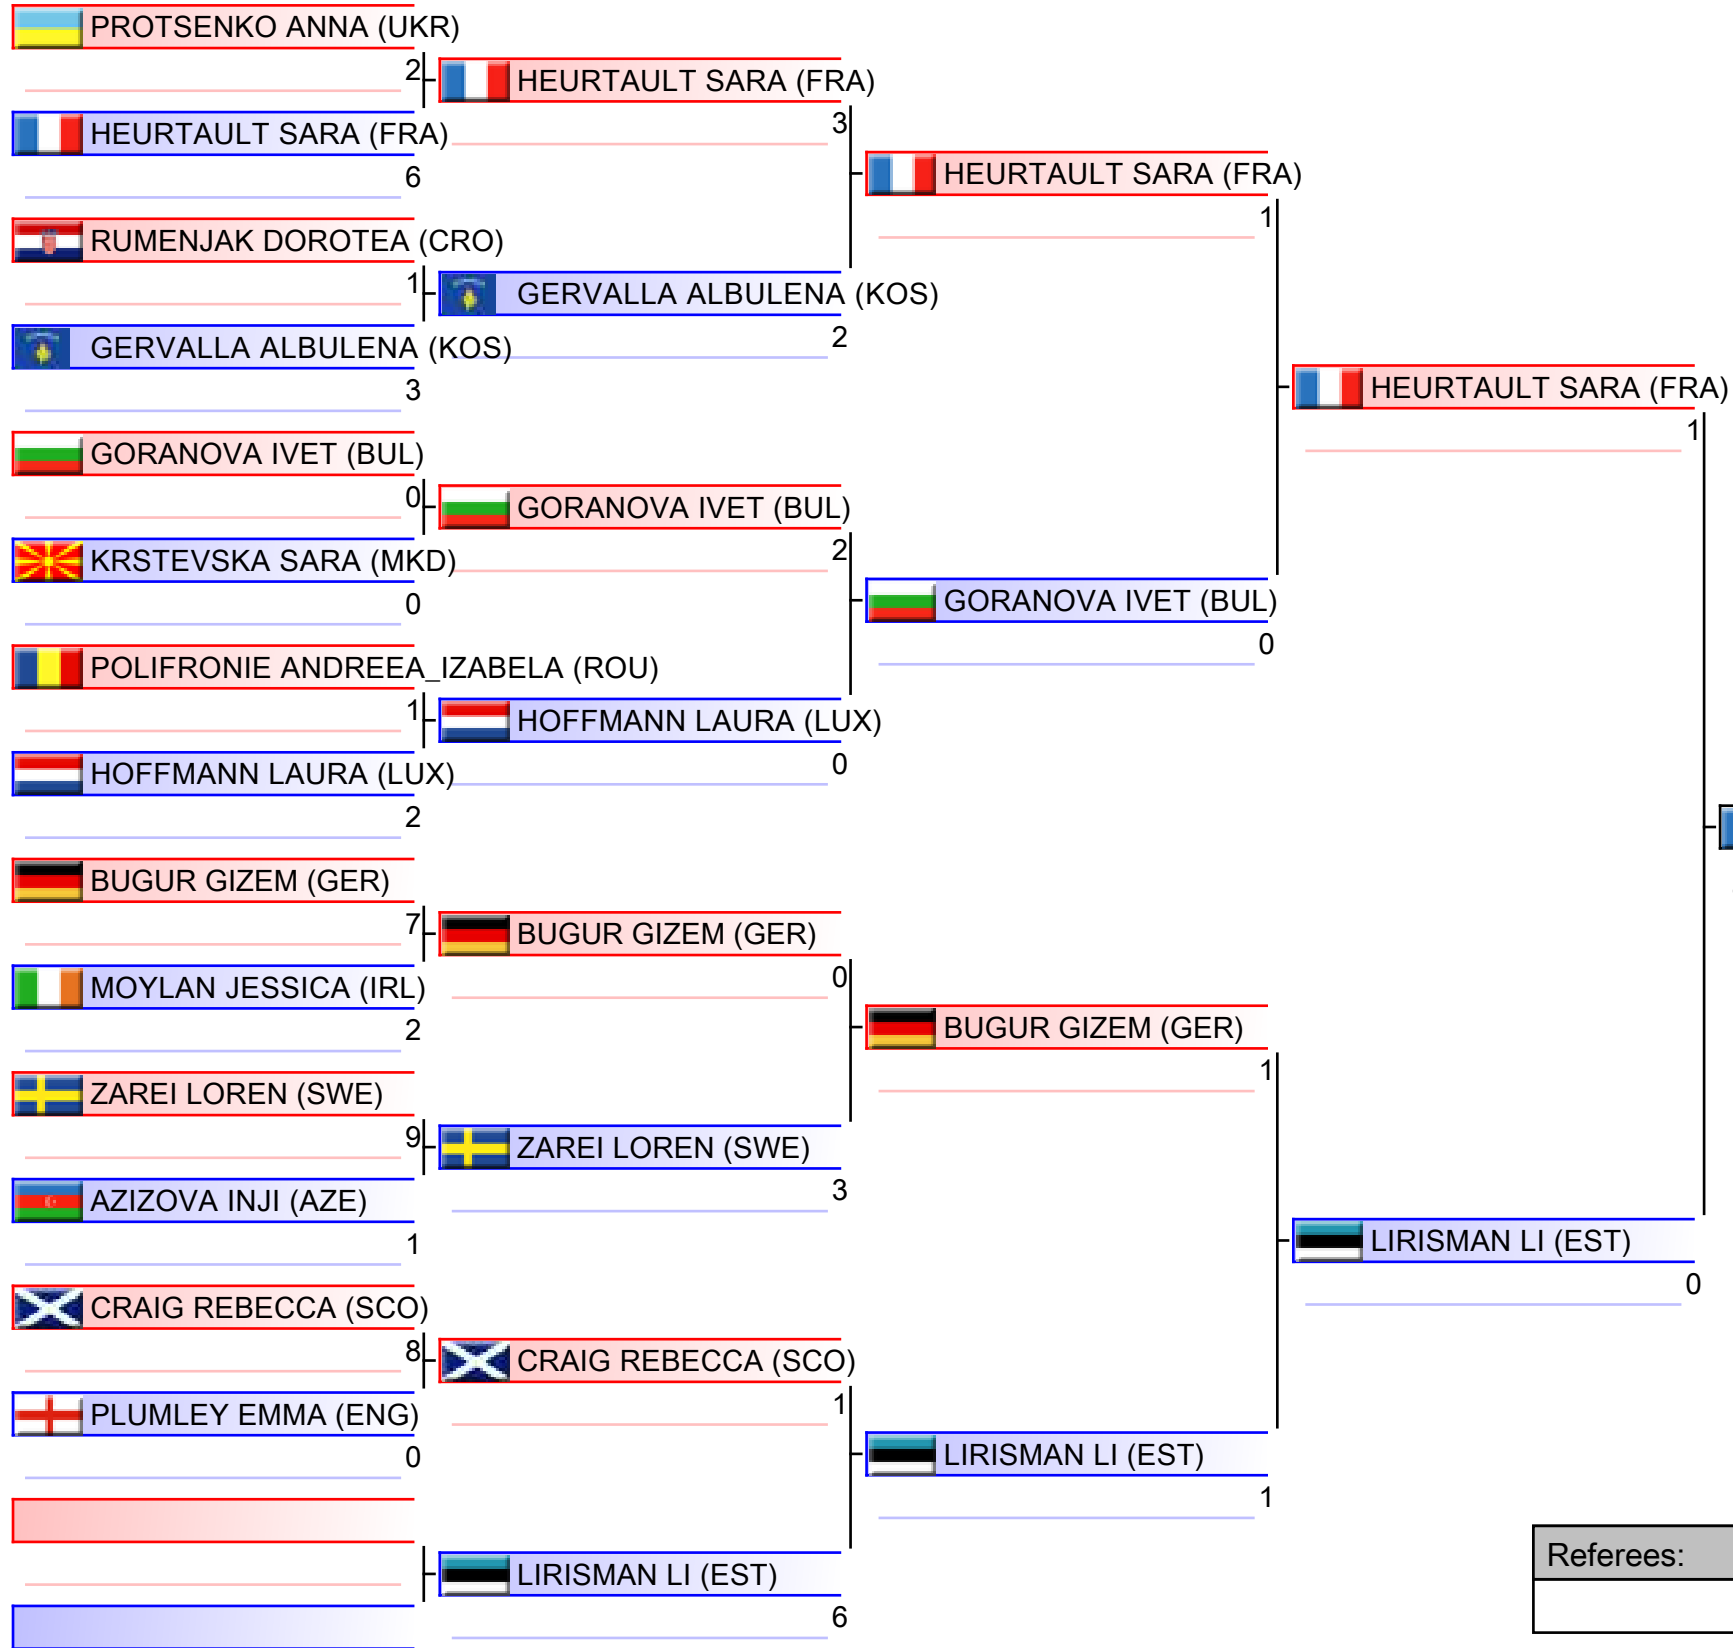 PROTSENKO ANNA (UKR)
2
HEURTAULT SARA (FRA)
6
RUMENJAK DOROTEA (CRO)
1
GERVALLA ALBULENA (KOS)
3
GORANOVA IVET (BUL)
0
KRSTEVSKA SARA (MKD)
0
POLIFRONIE ANDREEA_IZABELA (ROU)
1
HOFFMANN LAURA (LUX)
2
BUGUR GIZEM (GER)
7
MOYLAN JESSICA (IRL)
2
ZAREI LOREN (SWE)
9
AZIZOVA INJI (AZE)
1
CRAIG REBECCA (SCO)
8
PLUMLEY EMMA (ENG)
0
HEURTAULT SARA (FRA)
3
GERVALLA ALBULENA (KOS)
2
GORANOVA IVET (BUL)
2
HOFFMANN LAURA (LUX)
0
BUGUR GIZEM (GER)
0
ZAREI LOREN (SWE)
3
CRAIG REBECCA (SCO)
1
LIRISMAN LI (EST)
6
HEURTAULT SARA (FRA)
1
GORANOVA IVET (BUL)
0
BUGUR GIZEM (GER)
1
LIRISMAN LI (EST)
1
HEURTAULT SARA (FRA)
1
LIRISMAN LI (EST)
0
Referees: